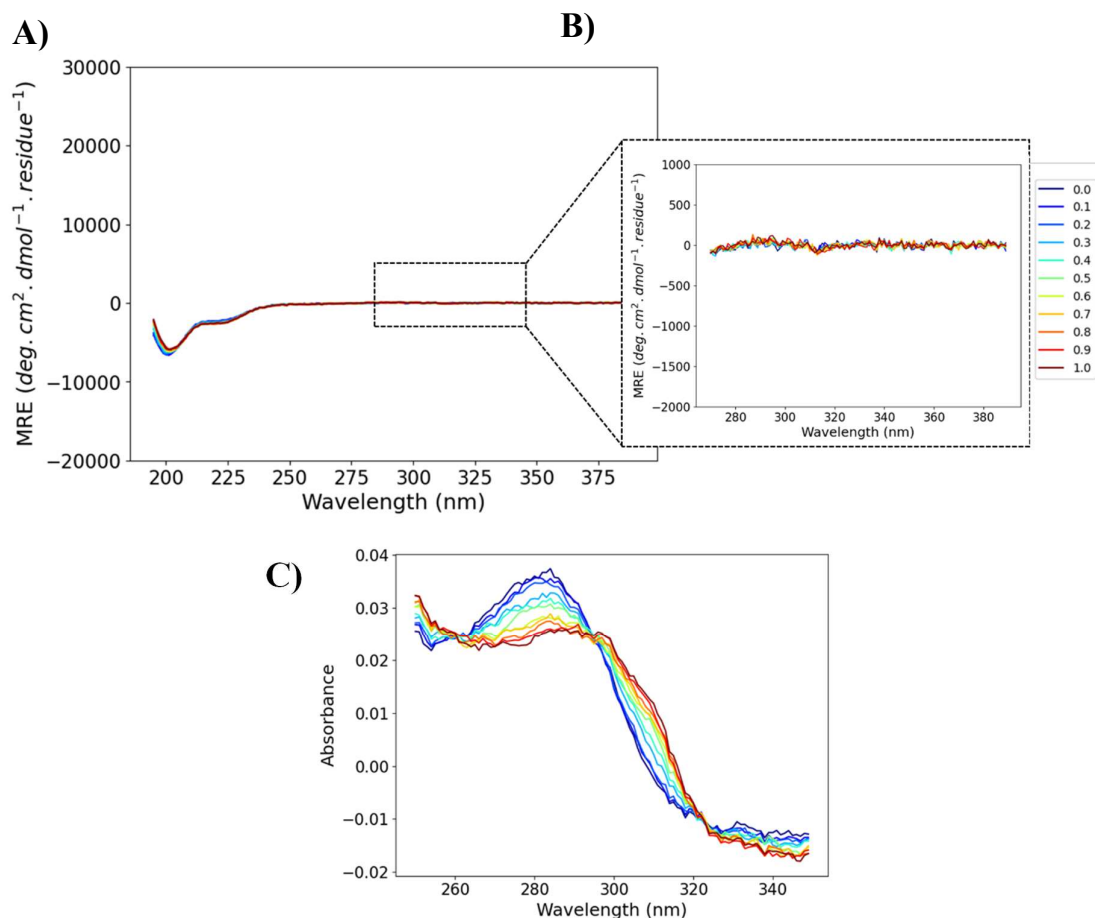 A)
B)
30000
20000
10000
0
−10000
−20000
MRE (deg.cm².dmol⁻¹.residue⁻¹)
200 225 250 275 300 325 350 375
Wavelength (nm)
1000
500
0
−500
−1000
−1500
−2000
MRE (deg.cm².dmol⁻¹.residue⁻¹)
280 300 320 340 360 380
Wavelength (nm)
0.0
0.1
0.2
0.3
0.4
0.5
0.6
0.7
0.8
0.9
1.0
C)
0.04
0.03
0.02
0.01
0.00
−0.01
−0.02
Absorbance
260 280 300 320 340
Wavelength (nm)